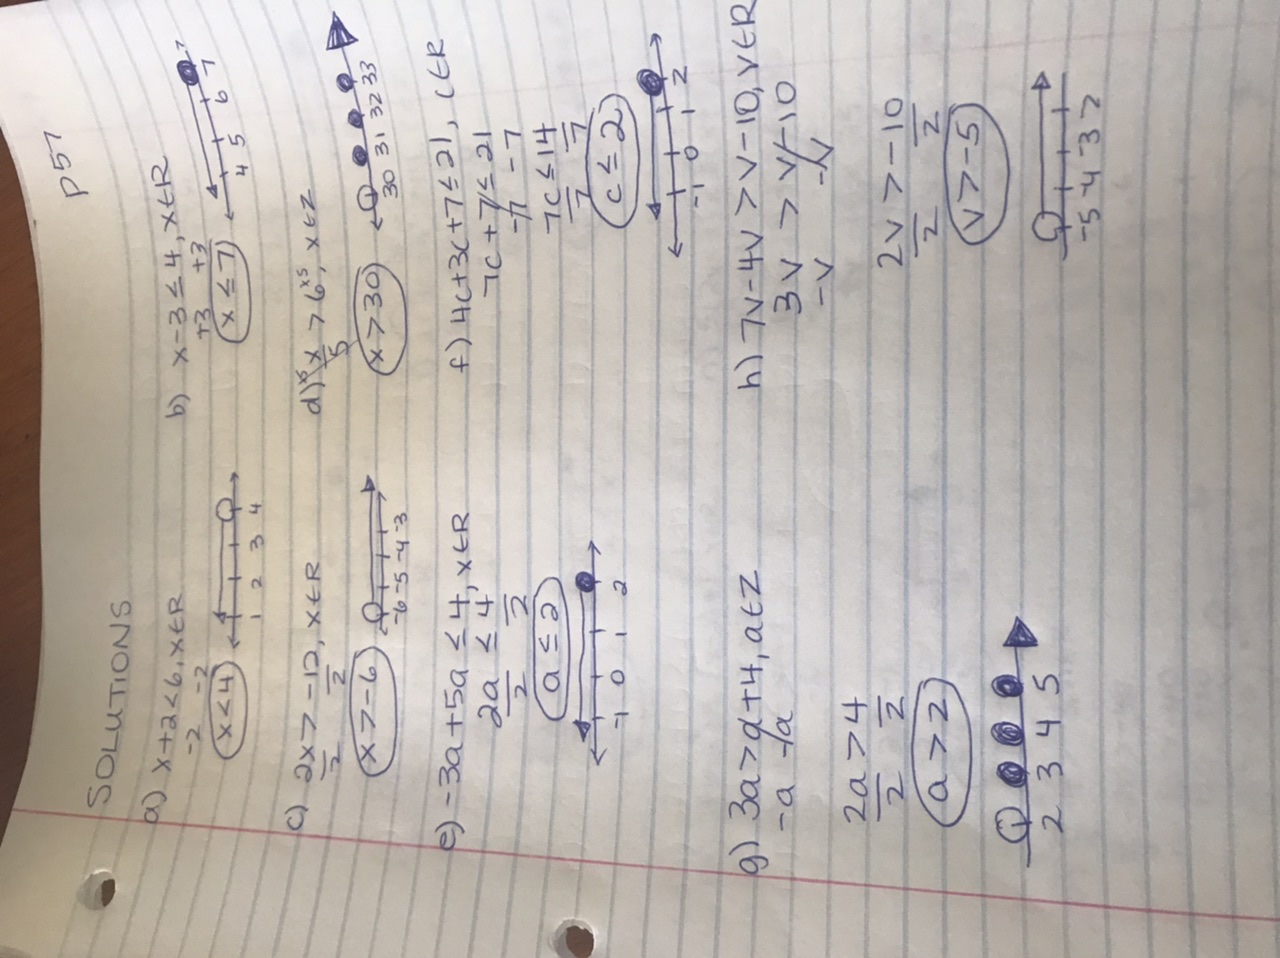 P57
SOLUTIONS
a) x+2<6, x∈R
-2 -2
x<4
1 2 3 4
b) x-3≤4, x∈R
+3 +3
x≤7
4 5 6 7
c) 2x>-12, x∈R
2 2
x>-6
-6 -5 -4 -3
d) x5 x/5 > 6 x5, x∈Z
x>30
30 31 32 33
e) -3a+5a≤4, x∈R
2a≤4
2 2
a≤2
-1 0 1 2
f) 4c+3c+7≤21, c∈R
7c+7≤21
-7 -7
7c≤14
7 7
c≤2
-1 0 1 2
g) 3a>a+4, a∈Z
-a -a
2a>4
2 2
a>2
2 3 4 5
h) 7v-4v>v-10, v∈R
3v>v-10
-v -v
2v>-10
2 2
v>-5
-5 -4 -3 2